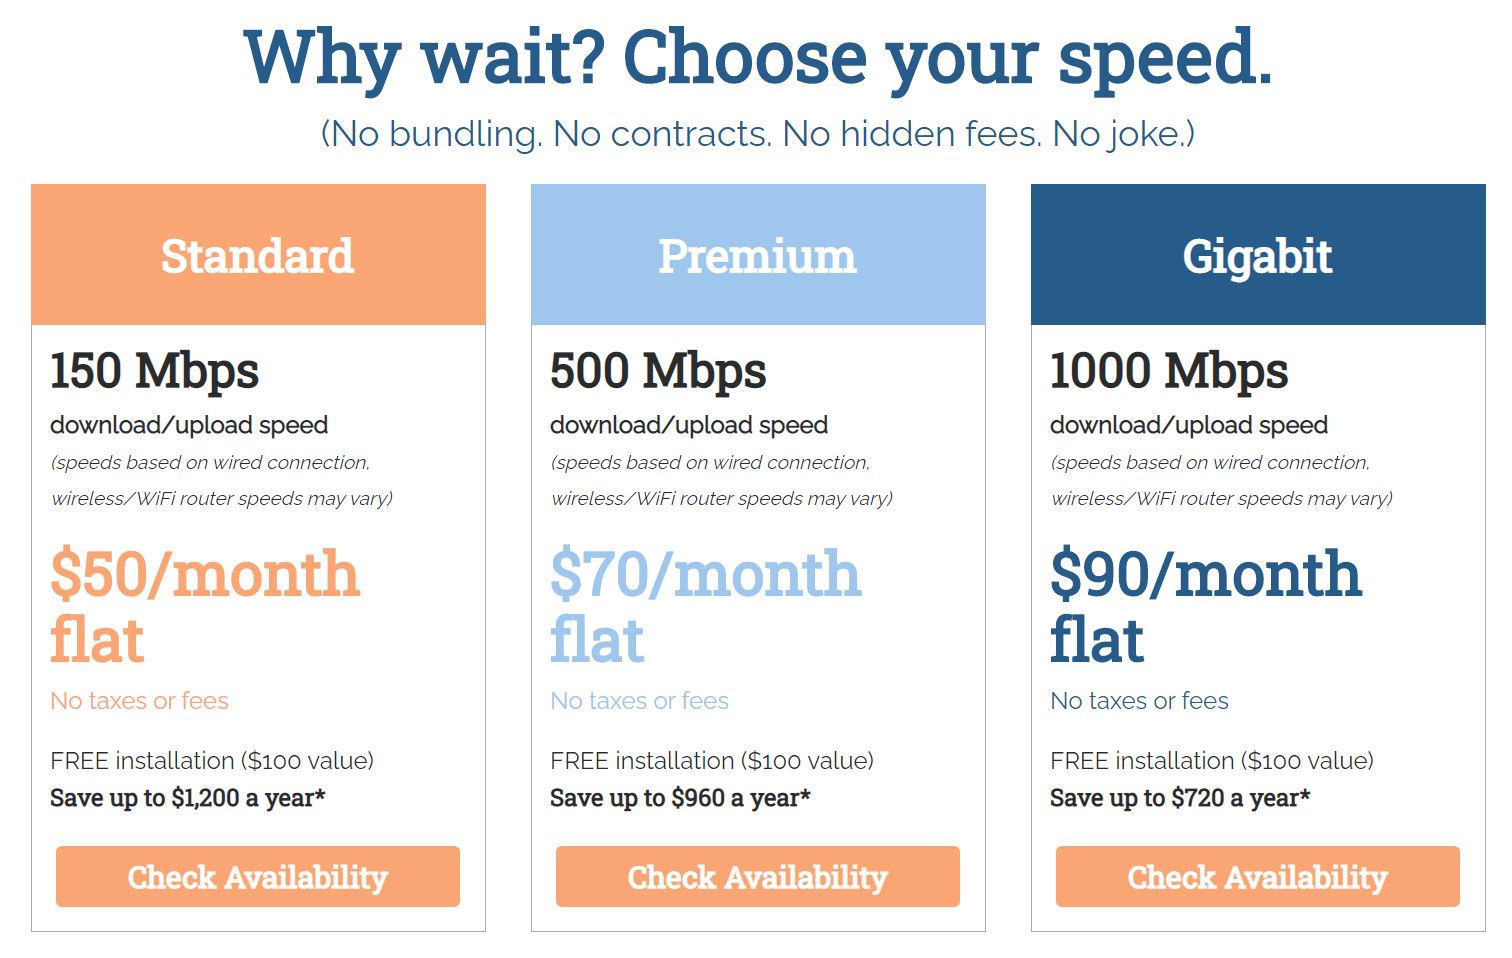 Why wait? Choose your speed.
(No bundling. No contracts. No hidden fees. No joke.)
Standard
150 Mbps
download/upload speed
(speeds based on wired connection,
wireless/WiFi router speeds may vary)
$50/month
flat
No taxes or fees
FREE installation ($100 value)
Save up to $1,200 a year*
Check Availability
Premium
500 Mbps
download/upload speed
(speeds based on wired connection,
wireless/WiFi router speeds may vary)
$70/month
flat
No taxes or fees
FREE installation ($100 value)
Save up to $960 a year*
Check Availability
Gigabit
1000 Mbps
download/upload speed
(speeds based on wired connection,
wireless/WiFi router speeds may vary)
$90/month
flat
No taxes or fees
FREE installation ($100 value)
Save up to $720 a year*
Check Availability